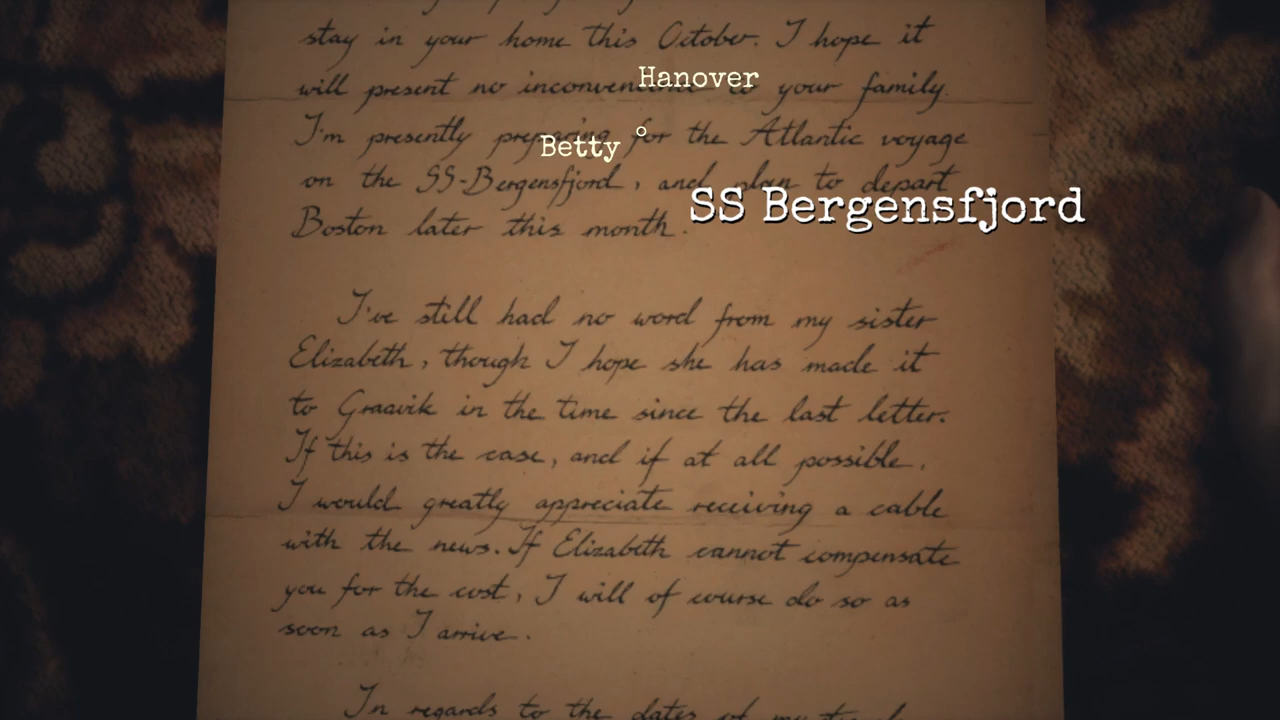 stay in your home this October. I hope it
Hanover
will present no inconvenience to your family.
I'm presently preparing for the Atlantic voyage
Betty
on the SS-Bergensfjord, and plan to depart
SS Bergensfjord
Boston later this month.
I've still had no word from my sister
Elizabeth, though I hope she has made it
to Graavik in the time since the last letter.
If this is the case, and if at all possible,
I would greatly appreciate receiving a cable
with the news. If Elizabeth cannot compensate
you for the cost, I will of course do so as
soon as I arrive.
In regards to the dates of my travel